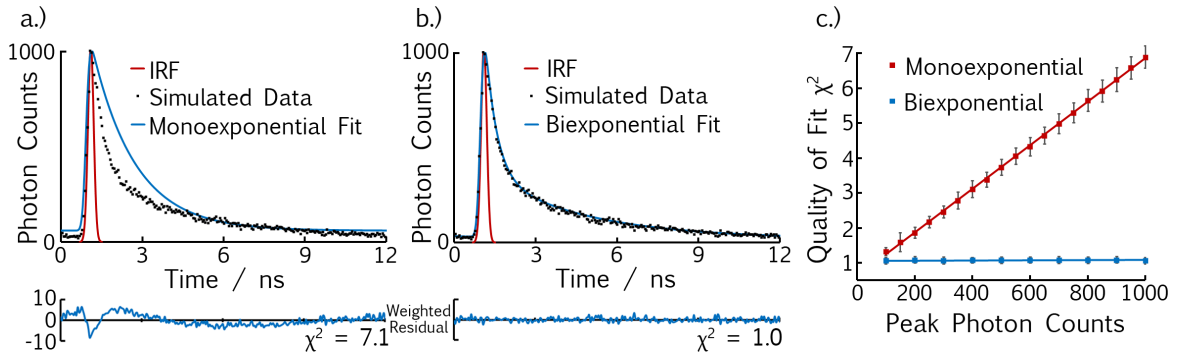 a.)
Photon Counts
1000
0
IRF
Simulated Data
Monoexponential Fit
0 3 6 9 12
Time / ns
10
0
-10
χ² = 7.1
b.)
Photon Counts
1000
0
IRF
Simulated Data
Biexponential Fit
0 3 6 9 12
Time / ns
Weighted
Residual
χ² = 1.0
c.)
Quality of Fit χ²
7
6
5
4
3
2
1
Monoexponential
Biexponential
0 200 400 600 800 1000
Peak Photon Counts